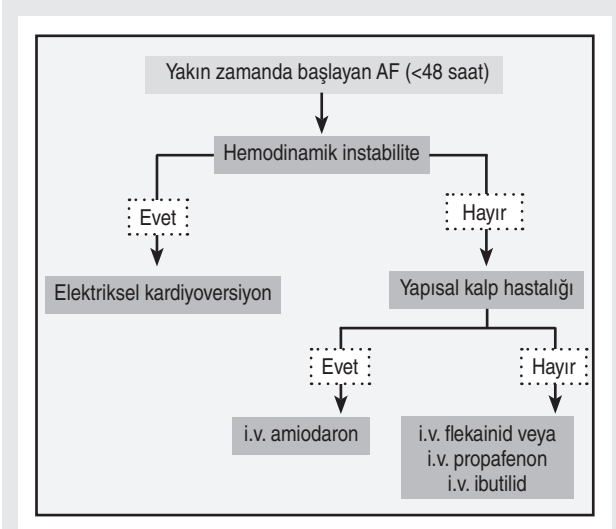 Yakın zamanda başlayan AF (<48 saat)
Hemodinamik instabilite
Evet
Hayır
Elektriksel kardiyoversiyon
Yapısal kalp hastalığı
Evet
Hayır
i.v. amiodaron
i.v. flekainid veya
i.v. propafenon
i.v. ibutilid